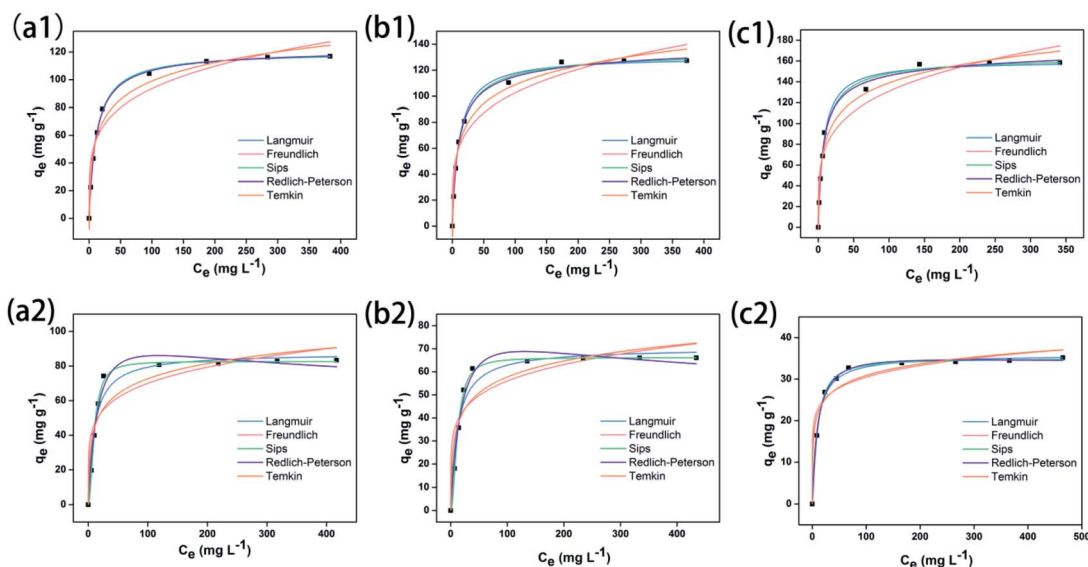 (a1)
120
100
80
60
40
20
0
qe (mg g-1)
Langmuir
Freundlich
Sips
Redlich-Peterson
Temkin
0 50 100 150 200 250 300 350 400
Ce (mg L-1)
(b1)
140
120
100
80
60
40
20
0
qe (mg g-1)
Langmuir
Freundlich
Sips
Redlich-Peterson
Temkin
0 50 100 150 200 250 300 350 400
Ce (mg L-1)
(c1)
180
160
140
120
100
80
60
40
20
0
qe (mg g-1)
Langmuir
Freundlich
Sips
Redlich-Peterson
Temkin
0 50 100 150 200 250 300 350
Ce (mg L-1)
(a2)
100
80
60
40
20
0
qe (mg g-1)
Langmuir
Freundlich
Sips
Redlich-Peterson
Temkin
0 100 200 300 400
Ce (mg L-1)
(b2)
80
70
60
50
40
30
20
10
0
qe (mg g-1)
Langmuir
Freundlich
Sips
Redlich-Peterson
Temkin
0 100 200 300 400
Ce (mg L-1)
(c2)
40
30
20
10
0
qe (mg g-1)
Langmuir
Freundlich
Sips
Redlich-Peterson
Temkin
0 100 200 300 400 500
Ce (mg L-1)